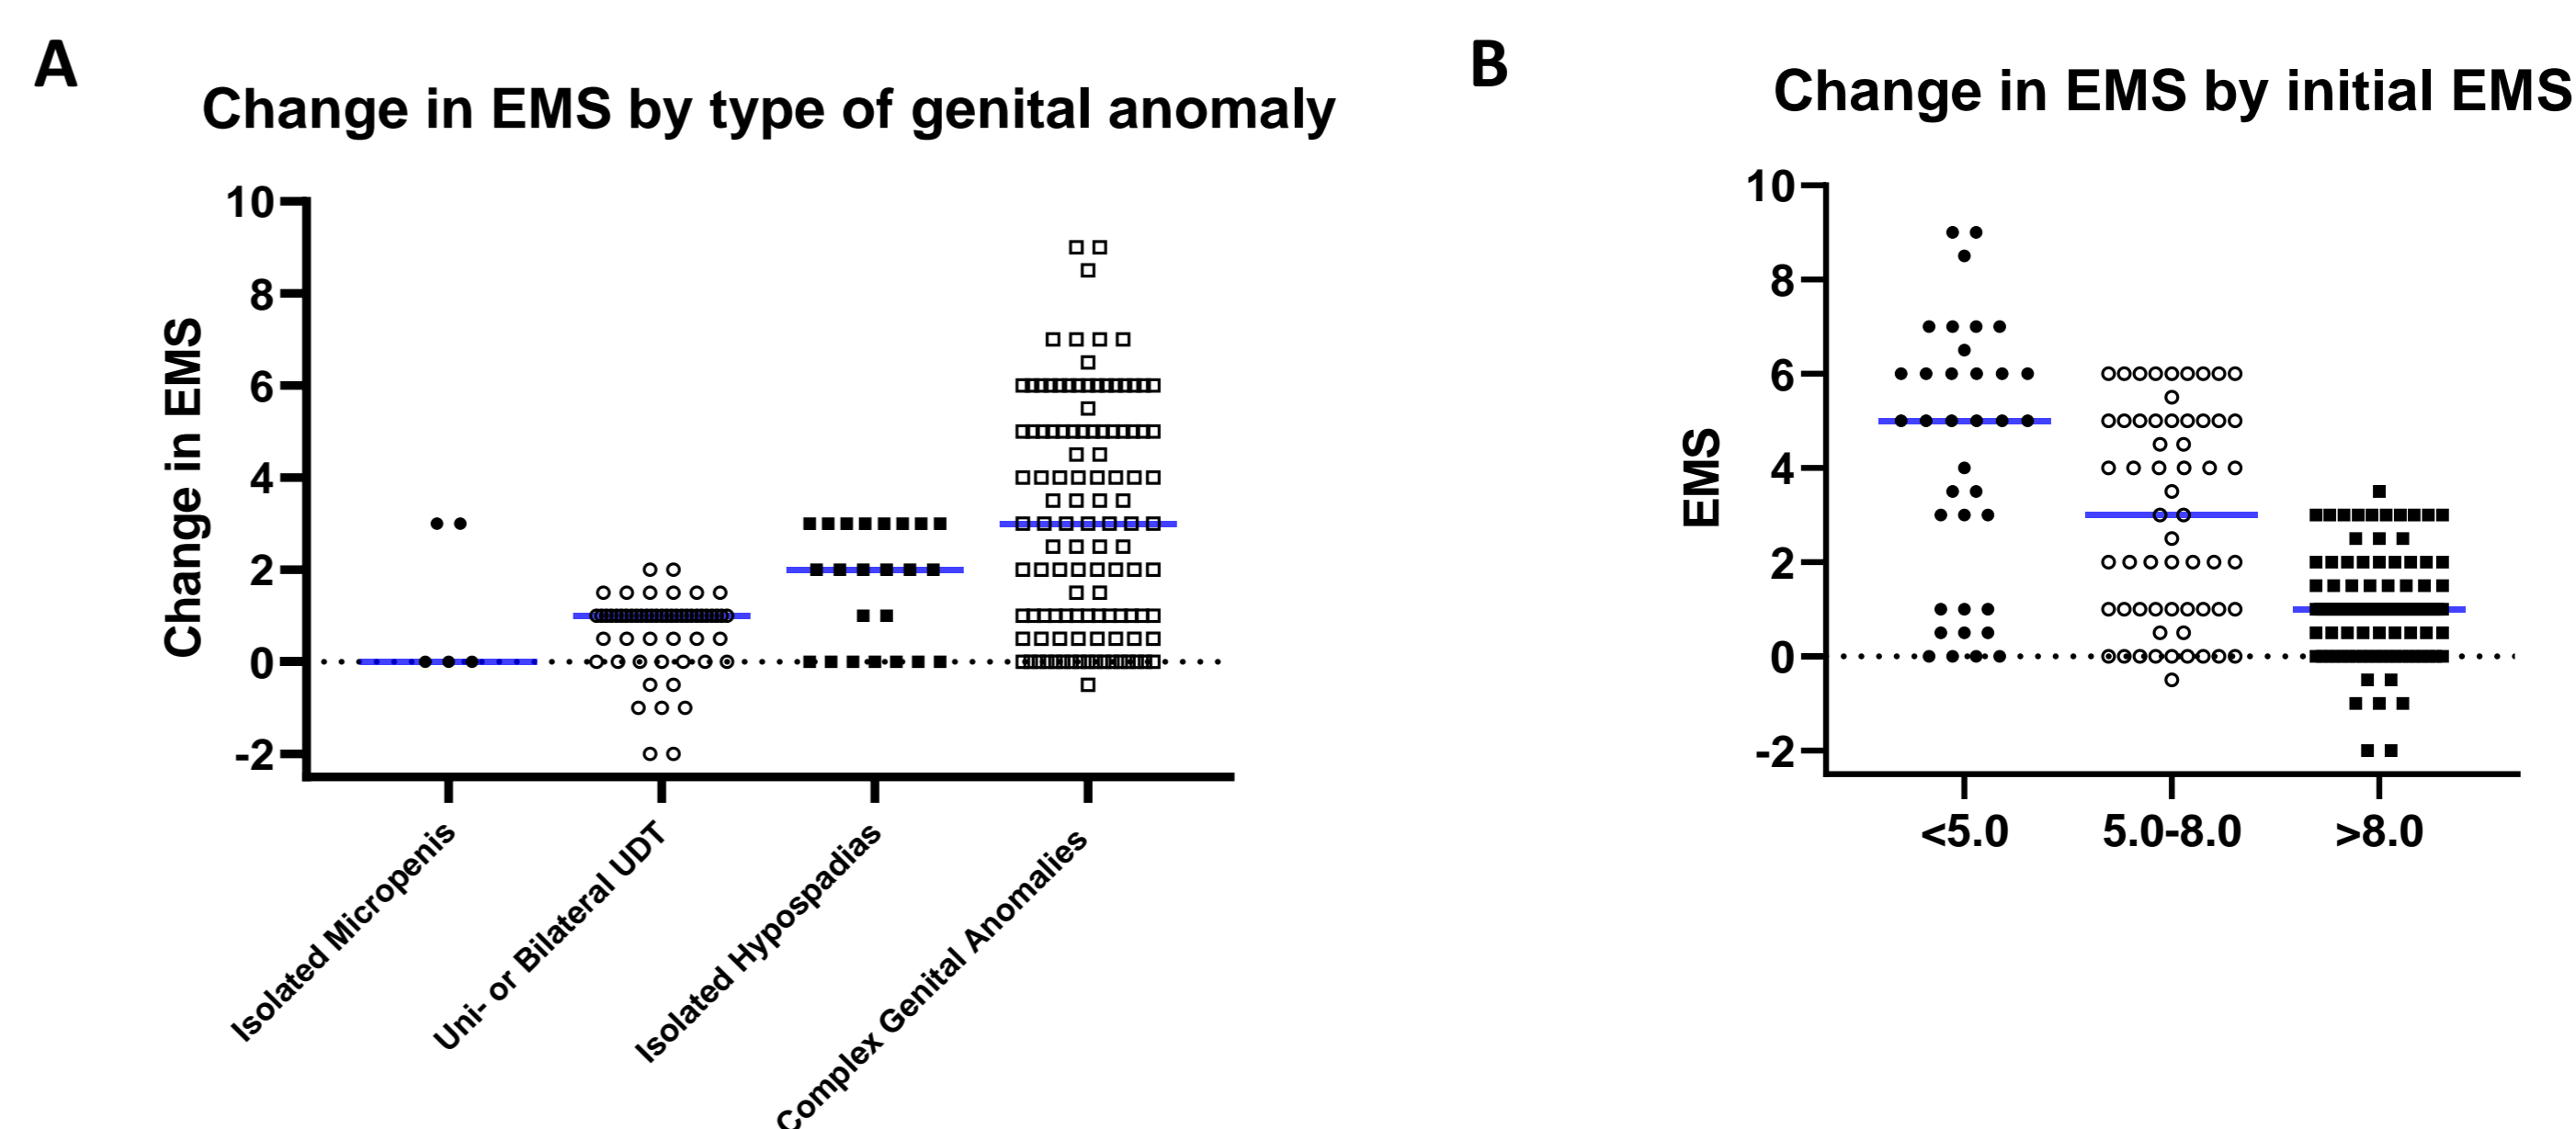 A
Change in EMS by type of genital anomaly
Change in EMS
10
8
6
4
2
0
-2
Isolated Micropenis
Uni- or Bilateral UDT
Isolated Hypospadias
Complex Genital Anomalies
B
Change in EMS by initial EMS
EMS
10
8
6
4
2
0
-2
<5.0
5.0-8.0
>8.0